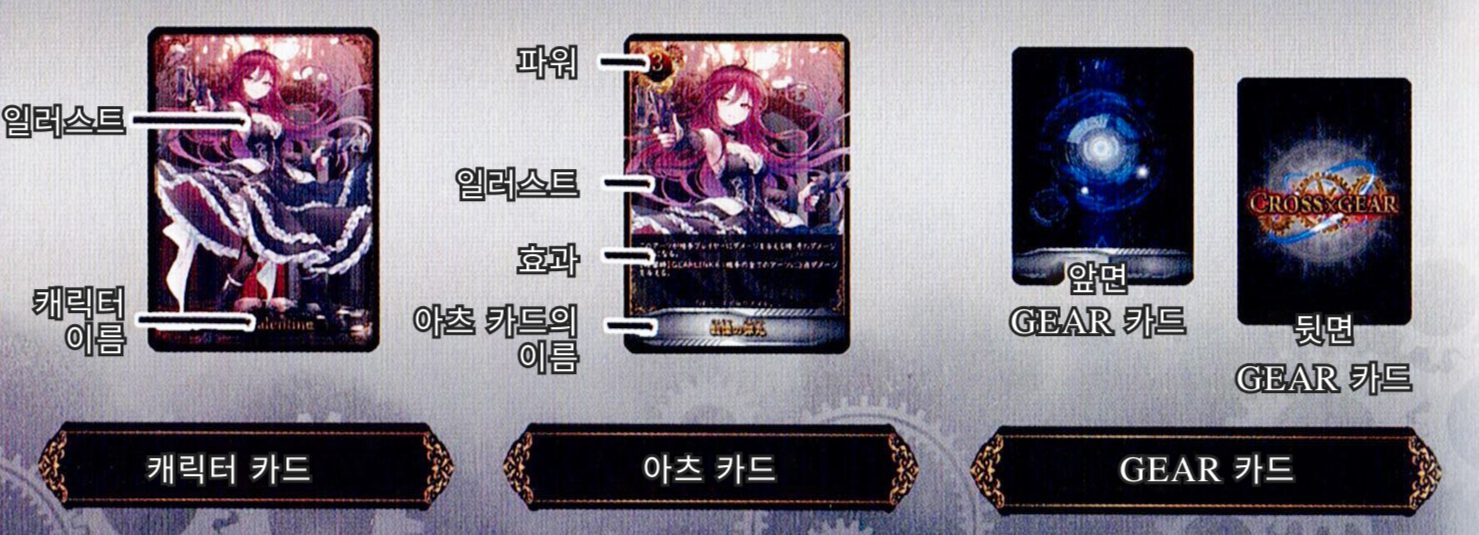 일러스트
캐릭터
이름
캐릭터 카드
파워
3
일러스트
효과
아츠 카드의
이름
아츠 카드
앞면
GEAR 카드
CROSS×GEAR
뒷면
GEAR 카드
GEAR 카드